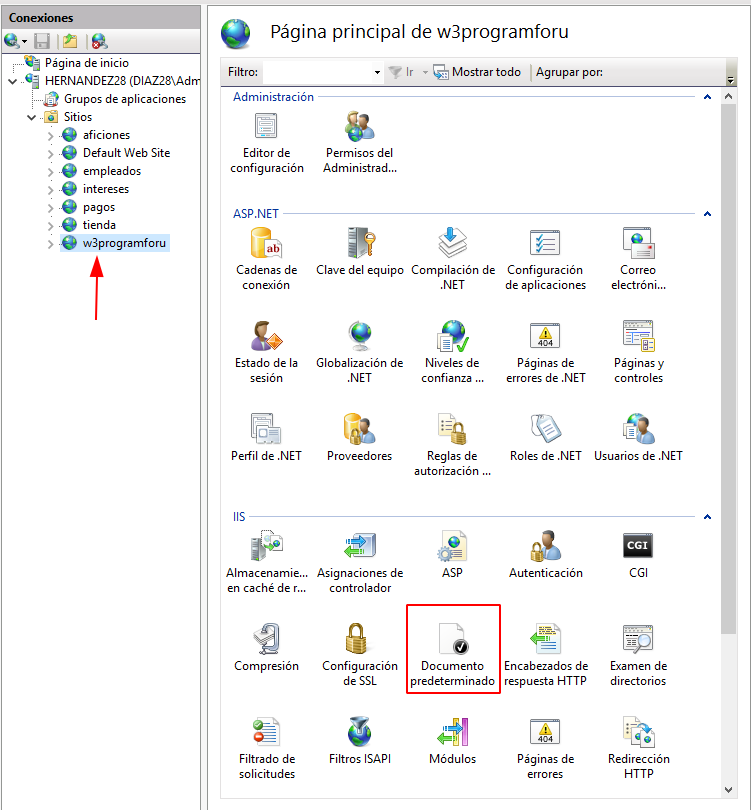 Conexiones
Página de inicio
HERNANDEZ28 (DIAZ28\Adm
Grupos de aplicaciones
Sitios
aficiones
Default Web Site
empleados
intereses
pagos
tienda
w3programforu
Página principal de w3programforu
Filtro:
Ir
Mostrar todo
Agrupar por:
Administración
Editor de
configuración
Permisos del
Administrad...
ASP.NET
Cadenas de
conexión
Clave del equipo
Compilación de
.NET
Configuración
de aplicaciones
Correo
electróni...
Estado de la
sesión
Globalización de
.NET
Niveles de
confianza ...
404
Páginas de
errores de .NET
Páginas y
controles
Perfil de .NET
Proveedores
Reglas de
autorización ...
Roles de .NET
Usuarios de .NET
IIS
Almacenamie...
en caché de r...
Asignaciones de
controlador
ASP
Autenticación
CGI
CGI
Compresión
Configuración
de SSL
Documento
predeterminado
Encabezados de
respuesta HTTP
Examen de
directorios
Filtrado de
solicitudes
Filtros ISAPI
Módulos
404
Páginas de
errores
Redirección
HTTP